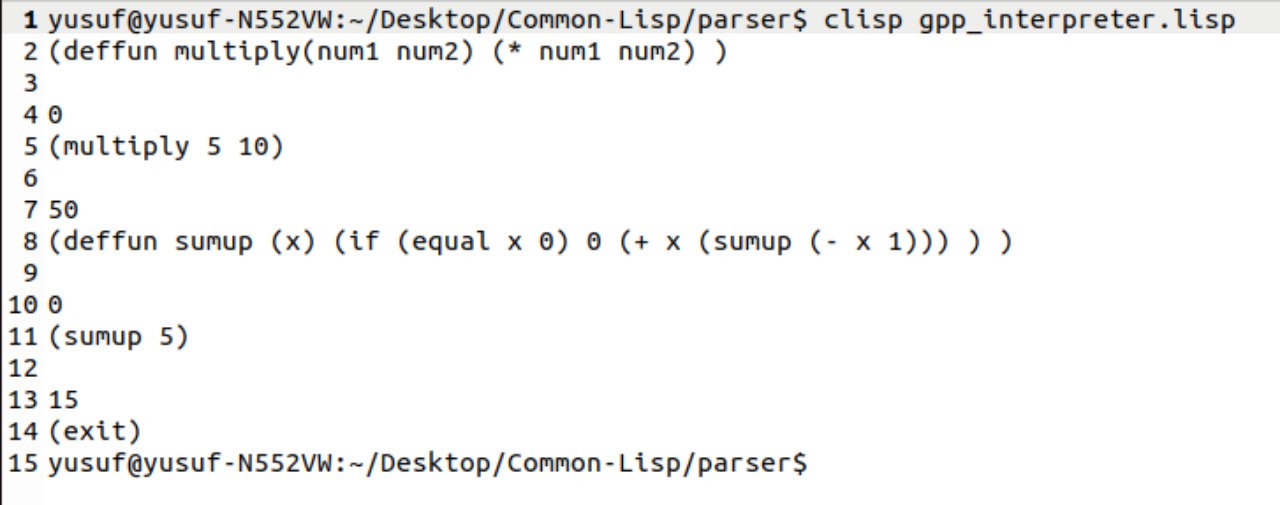 1 yusuf@yusuf-N552VW:~/Desktop/Common-Lisp/parser$ clisp gpp_interpreter.lisp
2 (deffun multiply(num1 num2) (* num1 num2) )
3
4 0
5 (multiply 5 10)
6
7 50
8 (deffun sumup (x) (if (equal x 0) 0 (+ x (sumup (- x 1))) ) )
9
10 0
11 (sumup 5)
12
13 15
14 (exit)
15 yusuf@yusuf-N552VW:~/Desktop/Common-Lisp/parser$